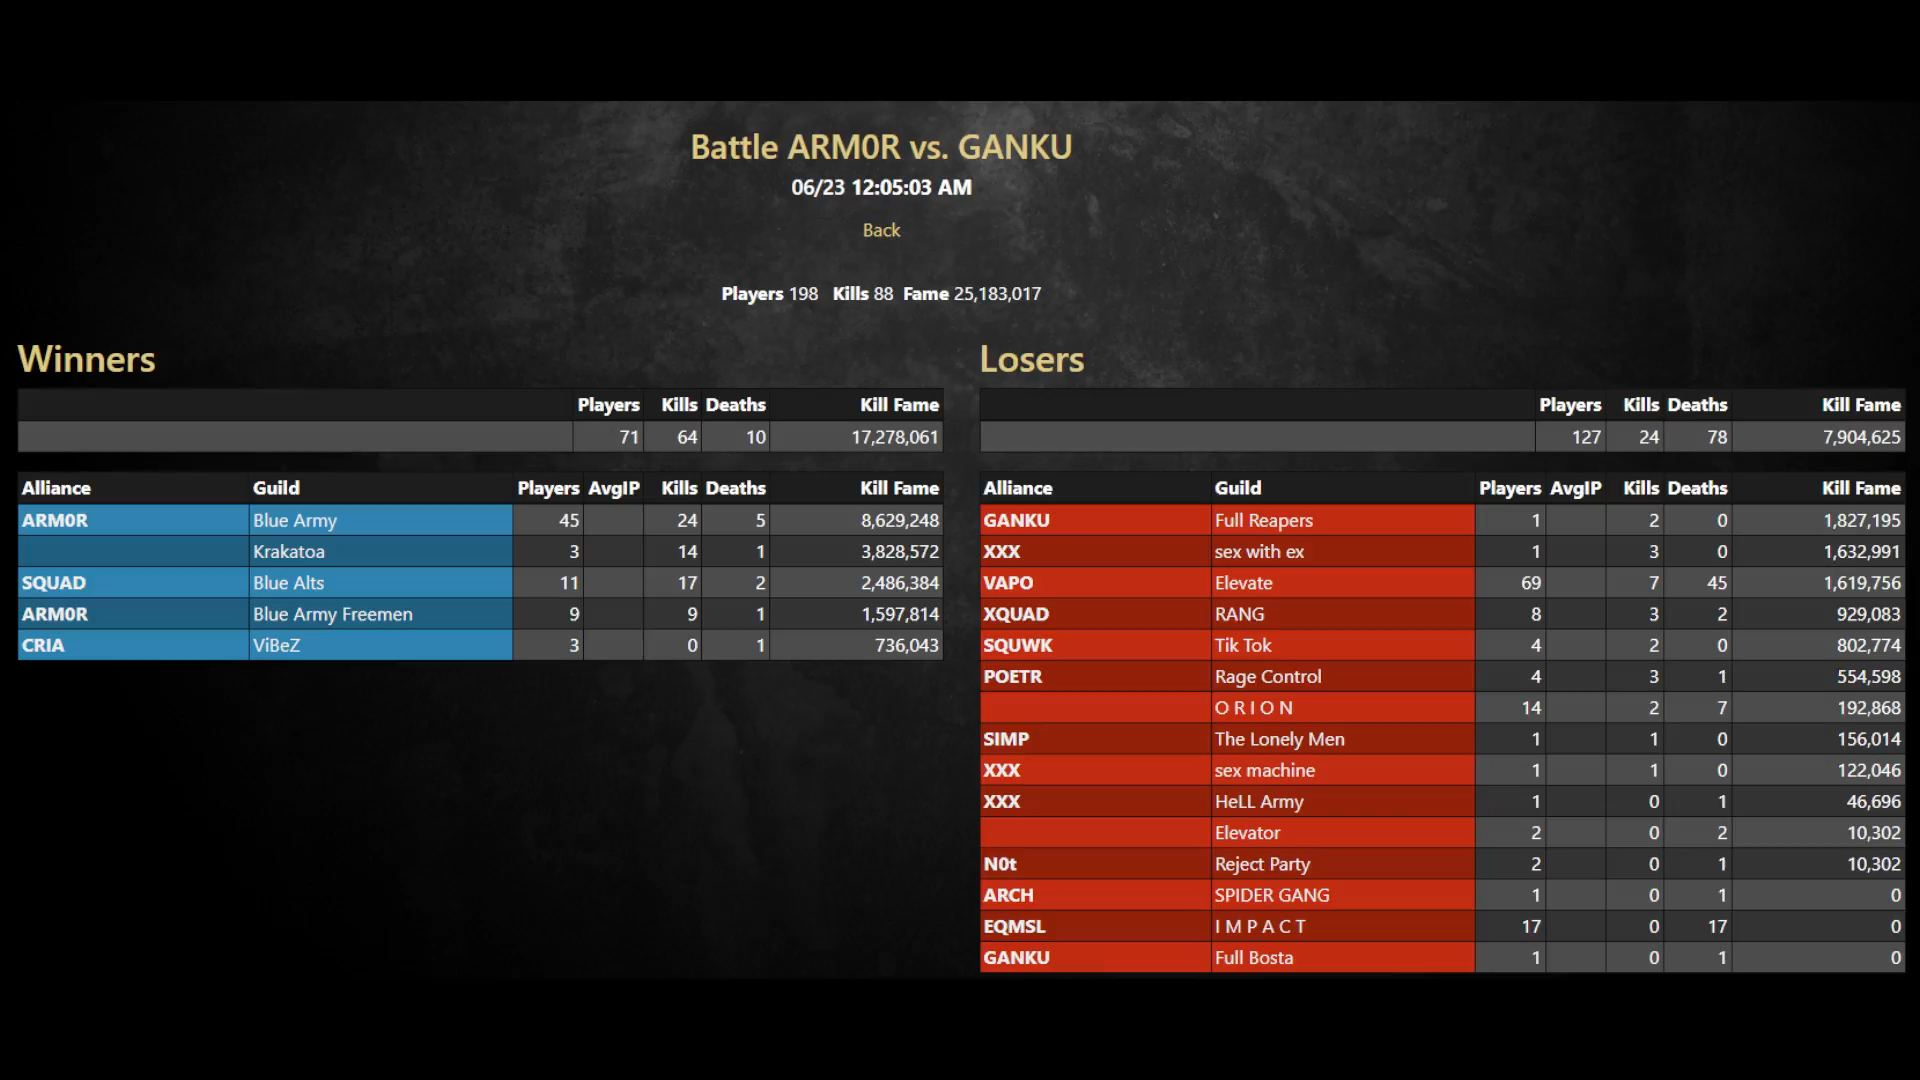 Battle ARM0R vs. GANKU
06/23 12:05:03 AM
Back
Players 198 Kills 88 Fame 25,183,017
Winners
Players Kills Deaths Kill Fame
71 64 10 17,278,061
Alliance Guild Players AvgIP Kills Deaths Kill Fame
ARM0R Blue Army 45 24 5 8,629,248
Krakatoa 3 14 1 3,828,572
SQUAD Blue Alts 11 17 2 2,486,384
ARM0R Blue Army Freemen 9 9 1 1,597,814
CRIA ViBeZ 3 0 1 736,043
Losers
Players Kills Deaths Kill Fame
127 24 78 7,904,625
Alliance Guild Players AvgIP Kills Deaths Kill Fame
GANKU Full Reapers 1 2 0 1,827,195
XXX sex with ex 1 3 0 1,632,991
VAPO Elevate 69 7 45 1,619,756
XQUAD RANG 8 3 2 929,083
SQUWK Tik Tok 4 2 0 802,774
POETR Rage Control 4 3 1 554,598
O R I O N 14 2 7 192,868
SIMP The Lonely Men 1 1 0 156,014
XXX sex machine 1 1 0 122,046
XXX HeLL Army 1 0 1 46,696
Elevator 2 0 2 10,302
N0t Reject Party 2 0 1 10,302
ARCH SPIDER GANG 1 0 1 0
EQMSL I M P A C T 17 0 17 0
GANKU Full Bosta 1 0 1 0